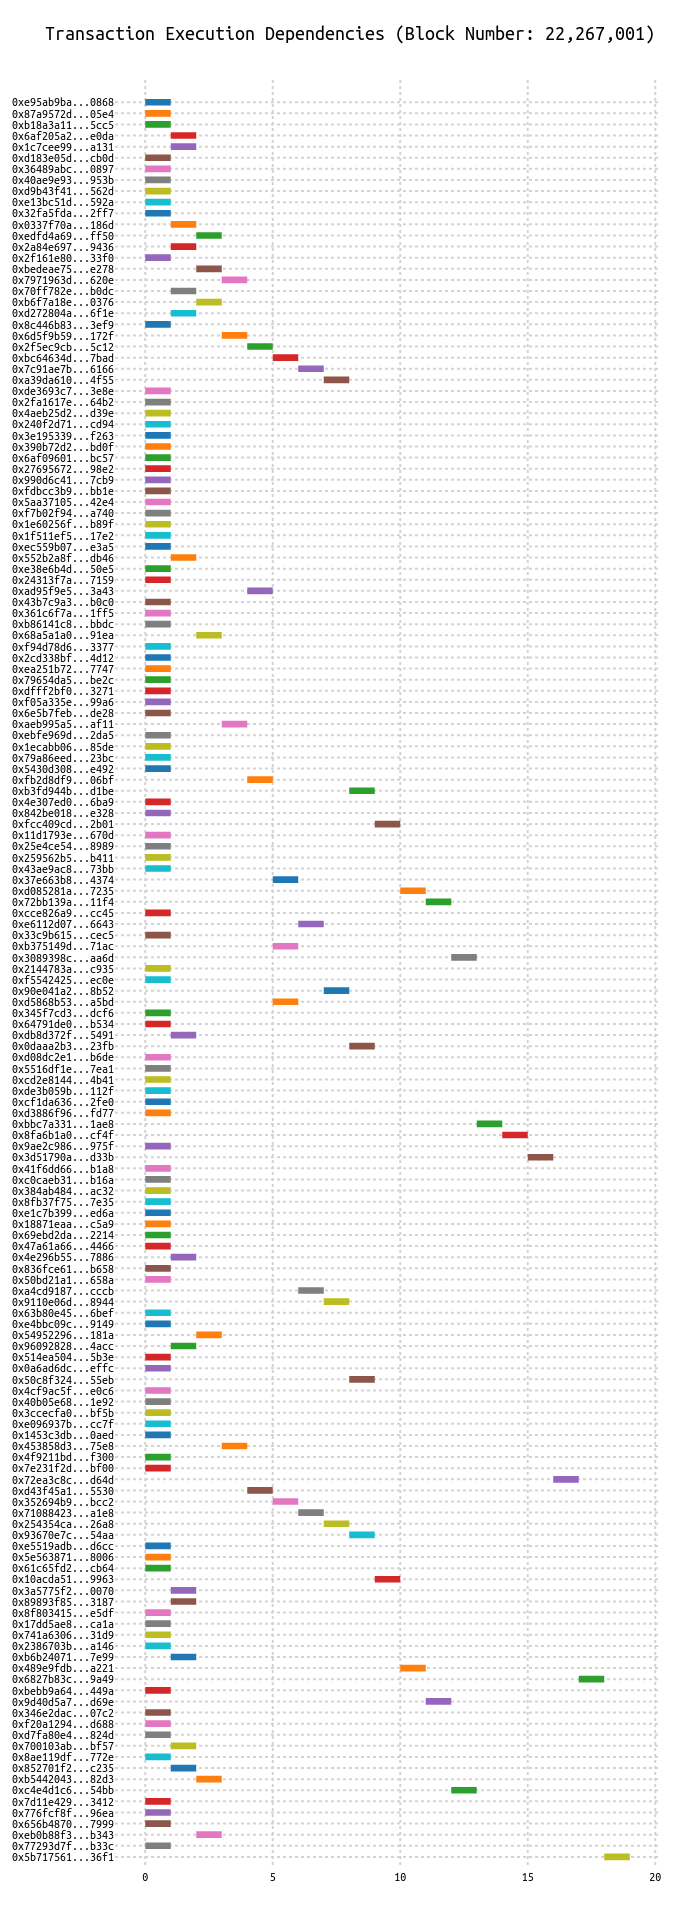 Transaction Execution Dependencies (Block Number: 22,267,001)
0xe95ab9ba...0868
0x87a9572d...05e4
0xb18a3a11...5cc5
0x6af205a2...e0da
0x1c7cee99...a131
0xd183e05d...cb0d
0x36489abc...0897
0x40ae9e93...953b
0xd9b43f41...562d
0xe13bc51d...592a
0x32fa5fda...2ff7
0x0337f70a...186d
0xedfd4a69...ff50
0x2a84e697...9436
0x2f161e80...33f0
0xbedeae75...e278
0x7971963d...620e
0x70ff782e...b0dc
0xb6f7a18e...0376
0xd272804a...6f1e
0x8c446b83...3ef9
0x6d5f9b59...172f
0x2f5ec9cb...5c12
0xbc64634d...7bad
0x7c91ae7b...6166
0xa39da610...4f55
0xde3693c7...3e8e
0x2fa1617e...64b2
0x4aeb25d2...d39e
0x240f2d71...cd94
0x3e195339...f263
0x390b72d2...bd0f
0x6af09601...bc57
0x27695672...98e2
0x990d6c41...7cb9
0xfdbcc3b9...bb1e
0x5aa37105...42e4
0xf7b02f94...a740
0x1e60256f...b89f
0x1f511ef5...17e2
0xec559b07...e3a5
0x552b2a8f...db46
0xe38e6b4d...50e5
0x24313f7a...7159
0xad95f9e5...3a43
0x43b7c9a3...b0c0
0x361c6f7a...1ff5
0xb86141c8...bbdc
0x68a5a1a0...91ea
0xf94d78d6...3377
0x2cd338bf...4d12
0xea251b72...7747
0x79654da5...be2c
0xdfff2bf0...3271
0xf05a335e...99a6
0x6e5b7feb...de28
0xaeb995a5...af11
0xebfe969d...2da5
0x1ecabb06...85de
0x79a86eed...23bc
0x5430d308...e492
0xfb2d8df9...06bf
0xb3fd944b...d1be
0x4e307ed0...6ba9
0x842be018...e328
0xfcc409cd...2b01
0x11d1793e...670d
0x25e4ce54...8989
0x259562b5...b411
0x43ae9ac8...73bb
0x37e663b8...4374
0xd085281a...7235
0x72bb139a...11f4
0xcce826a9...cc45
0xe6112d07...6643
0x33c9b615...cec5
0xb375149d...71ac
0x3089398c...aa6d
0x2144783a...c935
0xf5542425...ec0e
0x90e041a2...8b52
0xd5868b53...a5bd
0x345f7cd3...dcf6
0x64791de0...b534
0xdb8d372f...5491
0x0daaa2b3...23fb
0xd08dc2e1...b6de
0x5516df1e...7ea1
0xcd2e8144...4b41
0xde3b059b...112f
0xcf1da636...2fe0
0xd3886f96...fd77
0xbbc7a331...1ae8
0x8fa6b1a0...cf4f
0x9ae2c986...975f
0x3d51790a...d33b
0x41f6dd66...b1a8
0xc0caeb31...b16a
0x384ab484...ac32
0x8fb37f75...7e35
0xe1c7b399...ed6a
0x18871eaa...c5a9
0x69ebd2da...2214
0x47a61a66...4466
0x4e296b55...7886
0x836fce61...b658
0x50bd21a1...658a
0xa4cd9187...cccb
0x9110e06d...8944
0x63b80e45...6bef
0xe4bbc09c...9149
0x54952296...181a
0x96092828...4acc
0x514ea504...5b3e
0x0a6ad6dc...effc
0x50c8f324...55eb
0x4cf9ac5f...e0c6
0x40b05e68...1e92
0x3ccecfa0...bf5b
0xe096937b...cc7f
0x1453c3db...0aed
0x453858d3...75e8
0x4f9211bd...f300
0x7e231f2d...bf00
0x72ea3c8c...d64d
0xd43f45a1...5530
0x352694b9...bcc2
0x71088423...a1e8
0x254354ca...26a8
0x93670e7c...54aa
0xe5519adb...d6cc
0x5e563871...8006
0x61c65fd2...cb64
0x10acda51...9963
0x3a5775f2...0070
0x89893f85...3187
0x8f803415...e5df
0x17dd5ae8...ca1a
0x741a6306...31d9
0x2386703b...a146
0xb6b24071...7e99
0x489e9fdb...a221
0x6827b83c...9a49
0xbebb9a64...449a
0x9d40d5a7...d69e
0x346e2dac...07c2
0xf20a1294...d688
0xd7fa80e4...824d
0x700103ab...bf57
0x8ae119df...772e
0x852701f2...c235
0xb5442043...82d3
0xc4e4d1c6...54bb
0x7d11e429...3412
0x776fcf8f...96ea
0x656b4870...7999
0xeb0b88f3...b343
0x77293d7f...b33c
0x5b717561...36f1
0 5 10 15 20